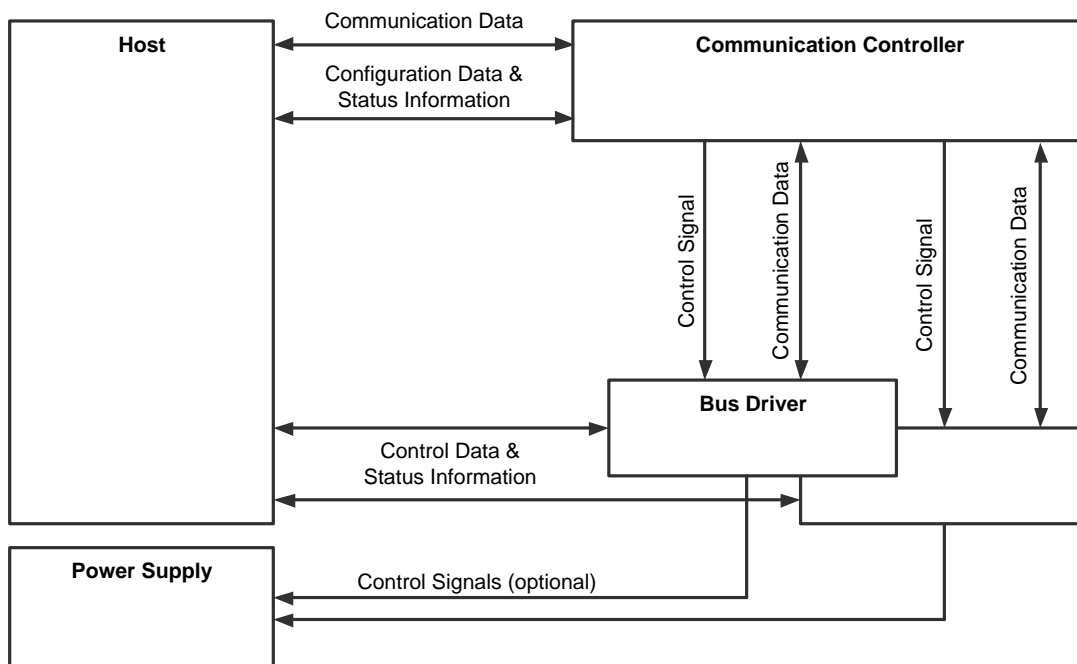 Communication Data
Host
Communication Controller
Configuration Data &
Status Information
Control Signal
Communication Data
Control Signal
Communication Data
Bus Driver
Control Data &
Status Information
Power Supply
Control Signals (optional)